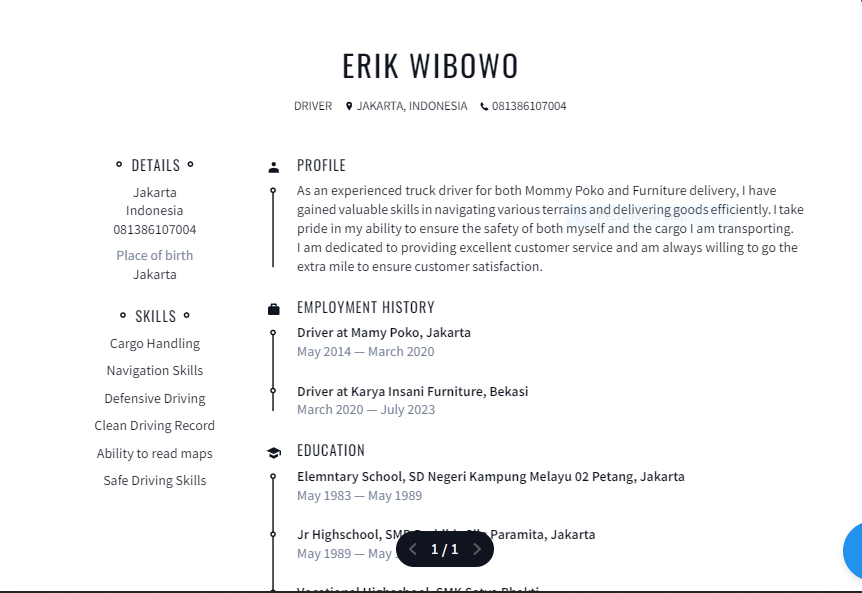 ERIK WIBOWO
DRIVER JAKARTA, INDONESIA 081386107004
DETAILS
Jakarta
Indonesia
081386107004
Place of birth
Jakarta
SKILLS
Cargo Handling
Navigation Skills
Defensive Driving
Clean Driving Record
Ability to read maps
Safe Driving Skills
PROFILE
As an experienced truck driver for both Mommy Poko and Furniture delivery, I have
gained valuable skills in navigating various terrains and delivering goods efficiently. I take
pride in my ability to ensure the safety of both myself and the cargo I am transporting.
I am dedicated to providing excellent customer service and am always willing to go the
extra mile to ensure customer satisfaction.
EMPLOYMENT HISTORY
Driver at Mamy Poko, Jakarta
May 2014 — March 2020
Driver at Karya Insani Furniture, Bekasi
March 2020 — July 2023
EDUCATION
Elemntary School, SD Negeri Kampung Melayu 02 Petang, Jakarta
May 1983 — May 1989
Jr Highschool, Paramita, Jakarta
May 1989 — May
1 / 1
Vocational Highschool, SMK Satya Bhakti